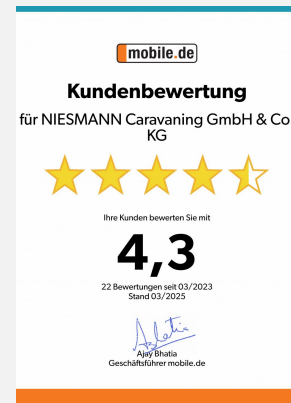 mobile.de
Kundenbewertung
für NIESMANN Caravaning GmbH & Co
KG
Ihre Kunden bewerten Sie mit
4,3
22 Bewertungen seit 03/2023
Stand 03/2025
Ajay Bhatia
Geschäftsführer mobile.de